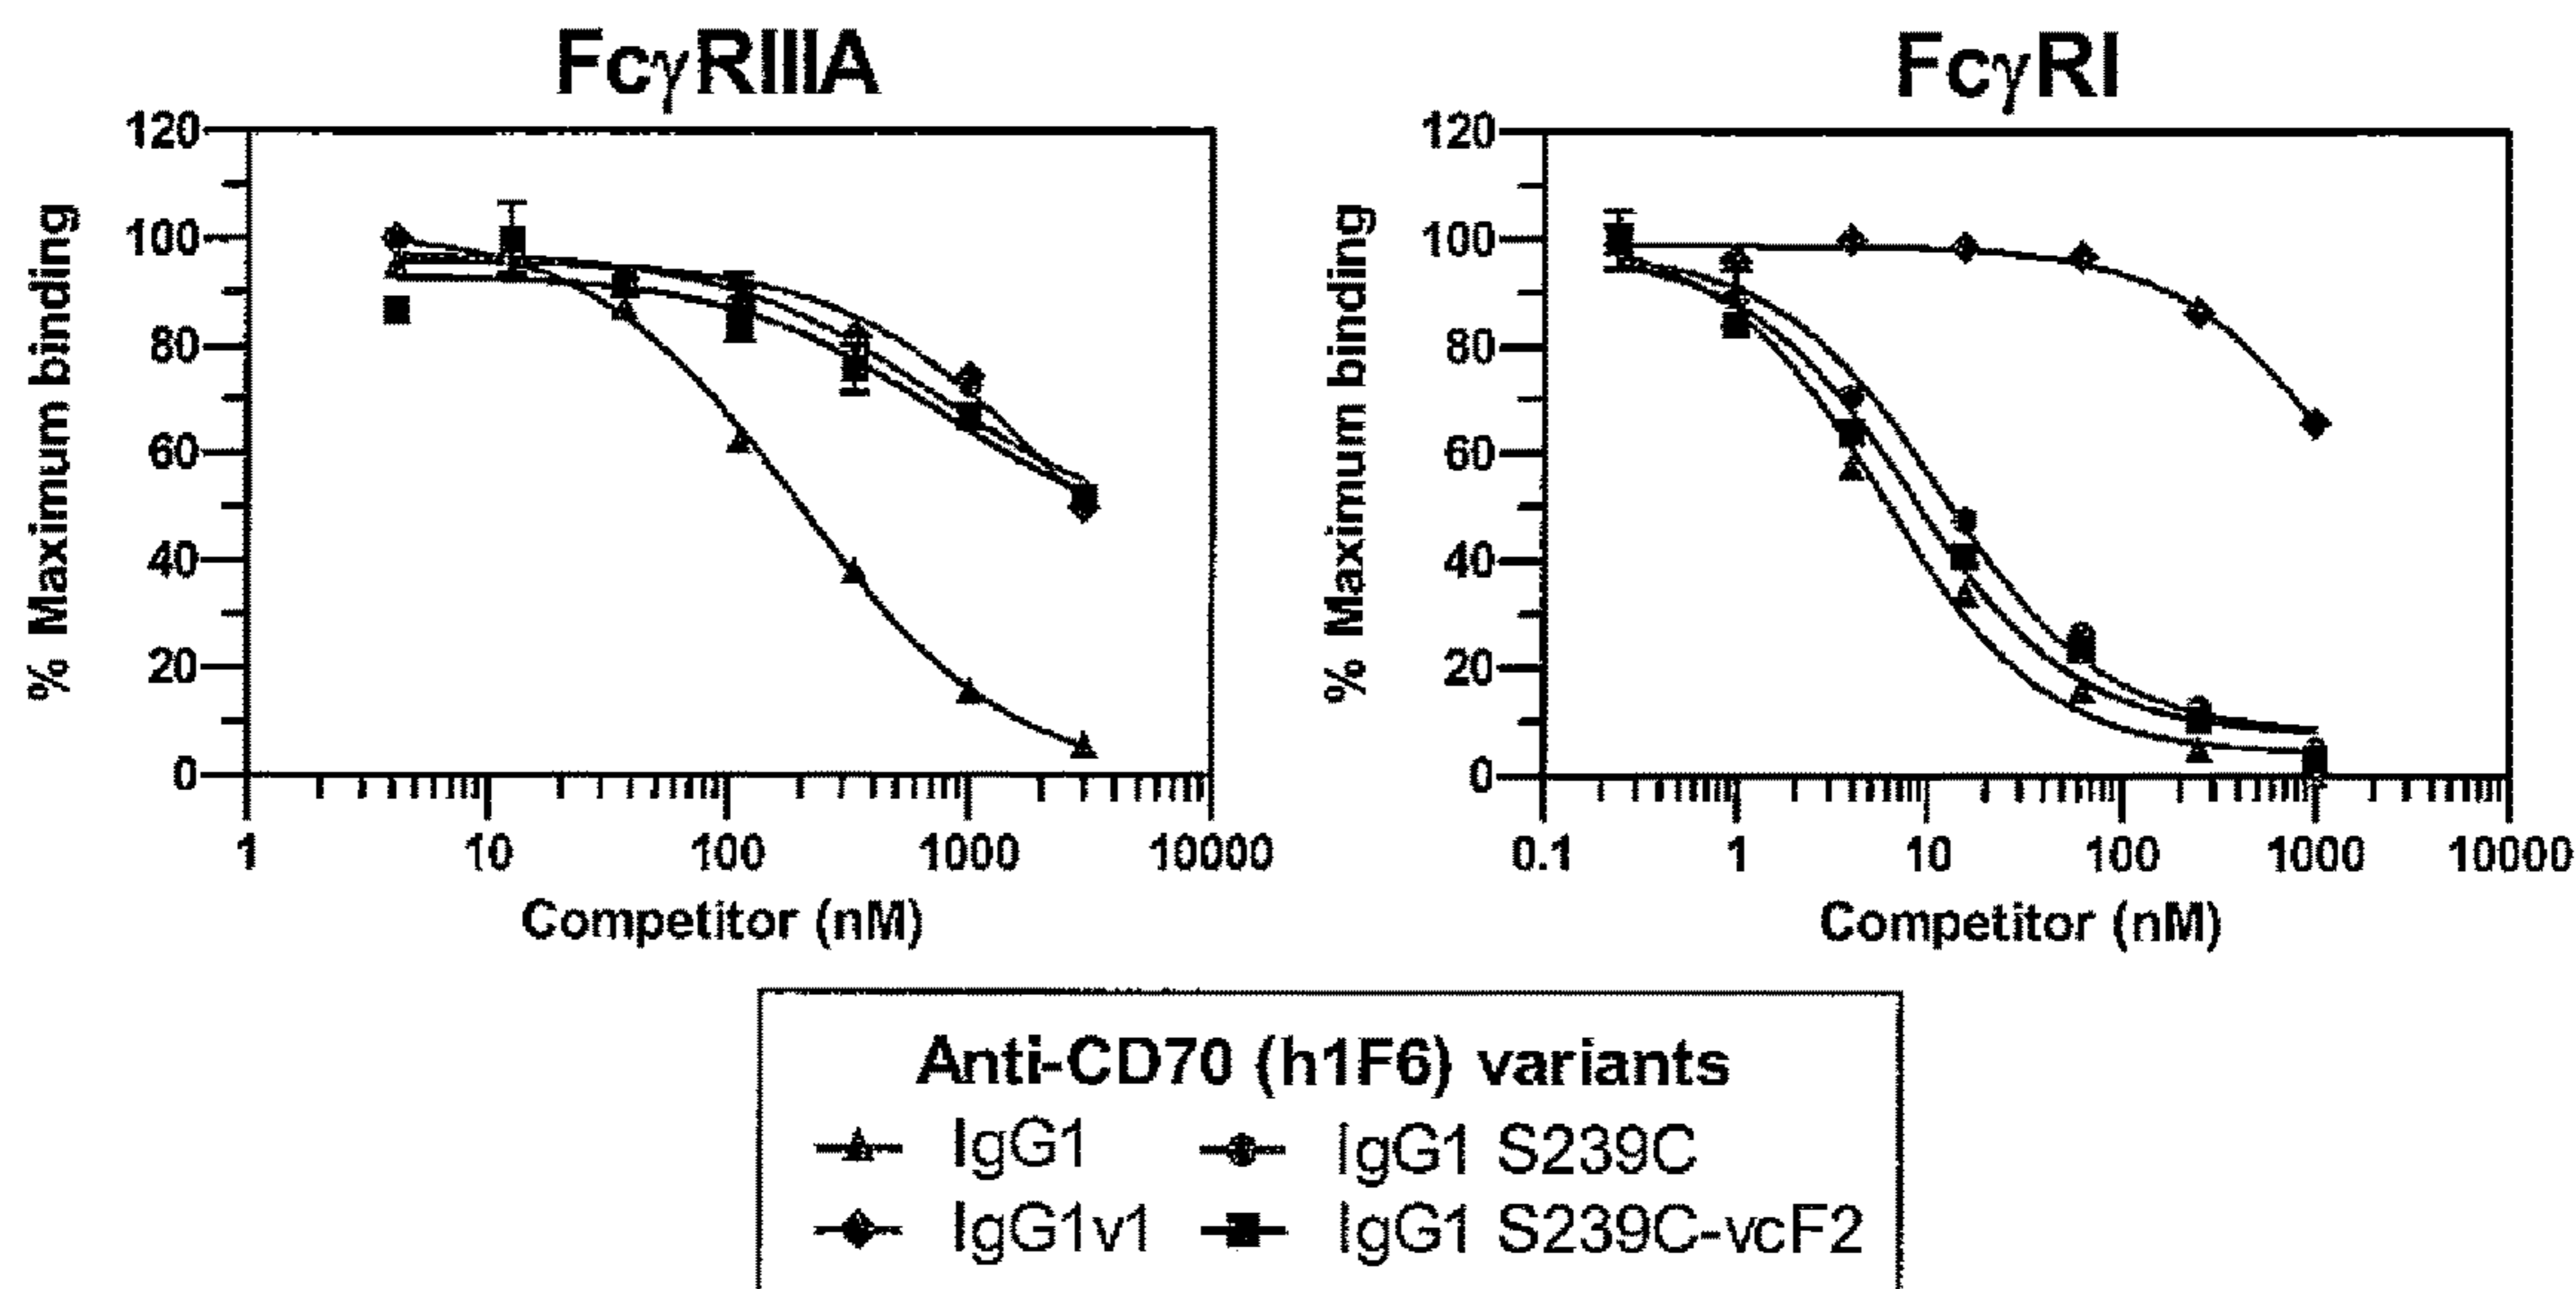 FcγRIIIA
FcγRI
120
100
80
60
40
20
0
% Maximum binding
1 10 100 1000 10000
Competitor (nM)
120
100
80
60
40
20
0
% Maximum binding
0.1 1 10 100 1000 10000
Competitor (nM)
Anti-CD70 (h1F6) variants
IgG1 IgG1 S239C
IgG1v1 IgG1 S239C-vcF2